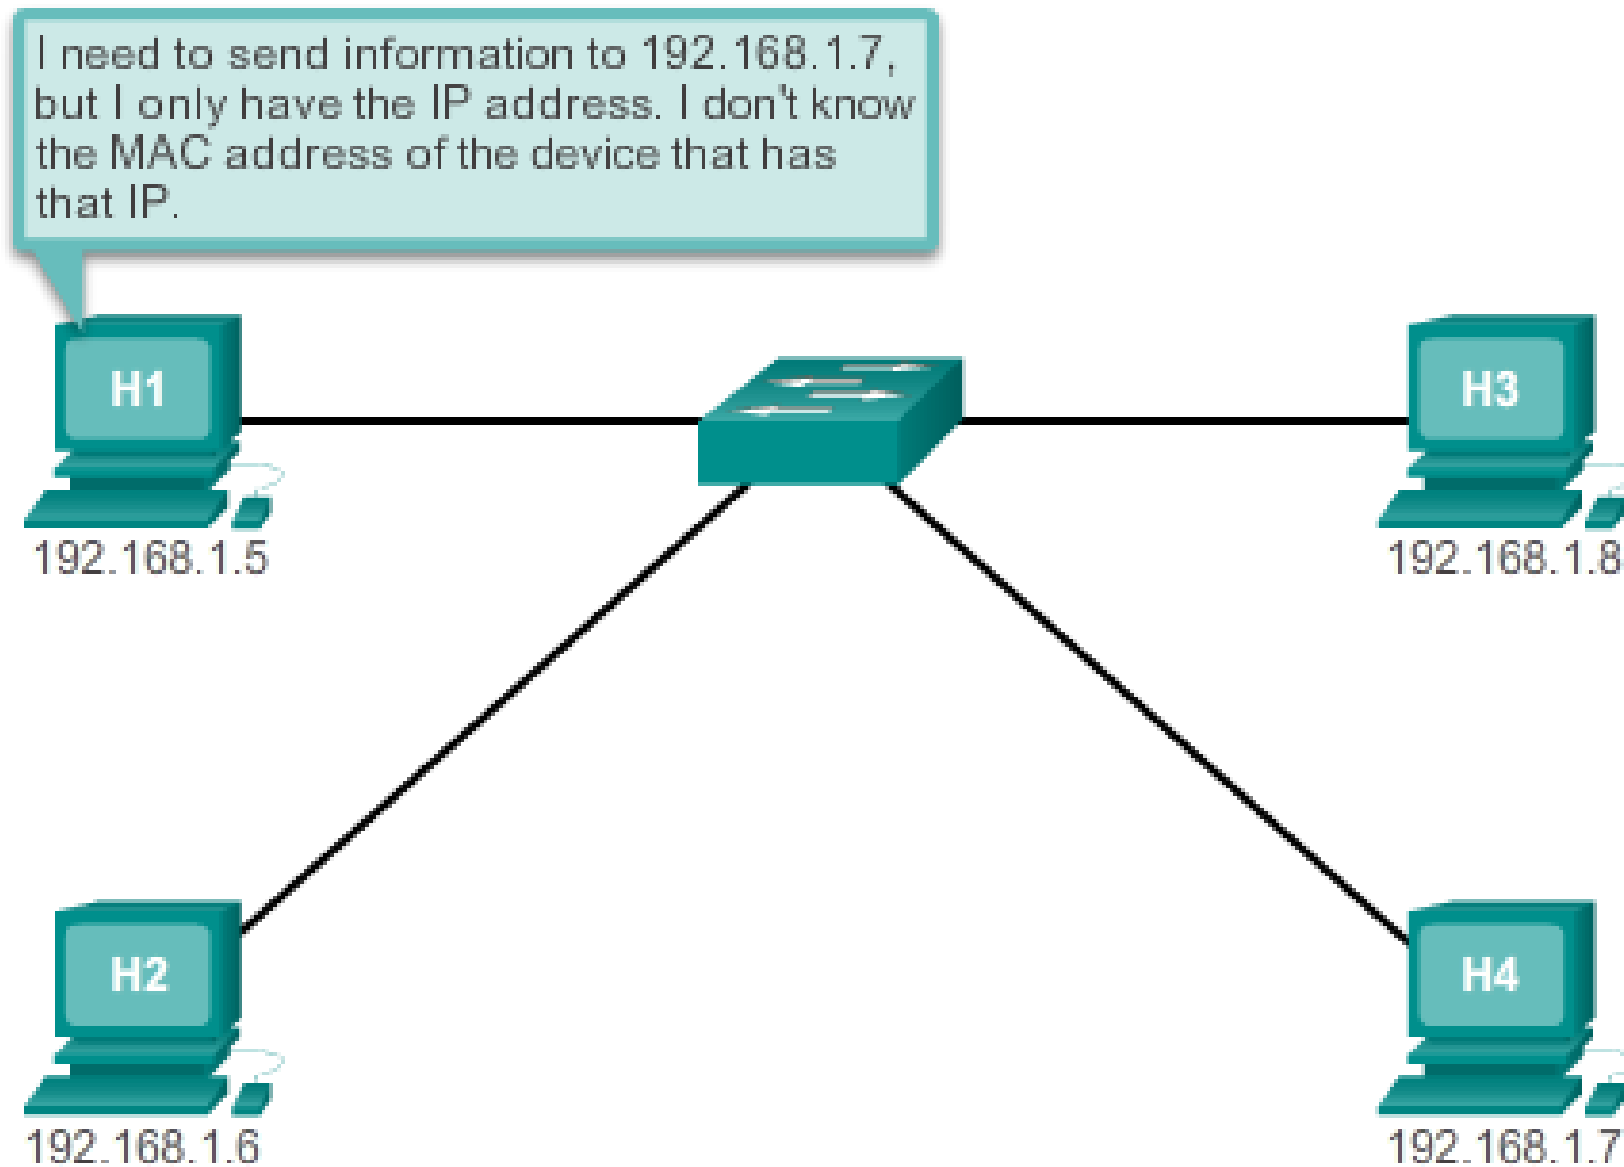 I need to send information to 192.168.1.7,
but I only have the IP address. I don't know
the MAC address of the device that has
that IP.
H1
H3
192.168.1.5
192.168.1.8
H2
H4
192.168.1.6
192.168.1.7